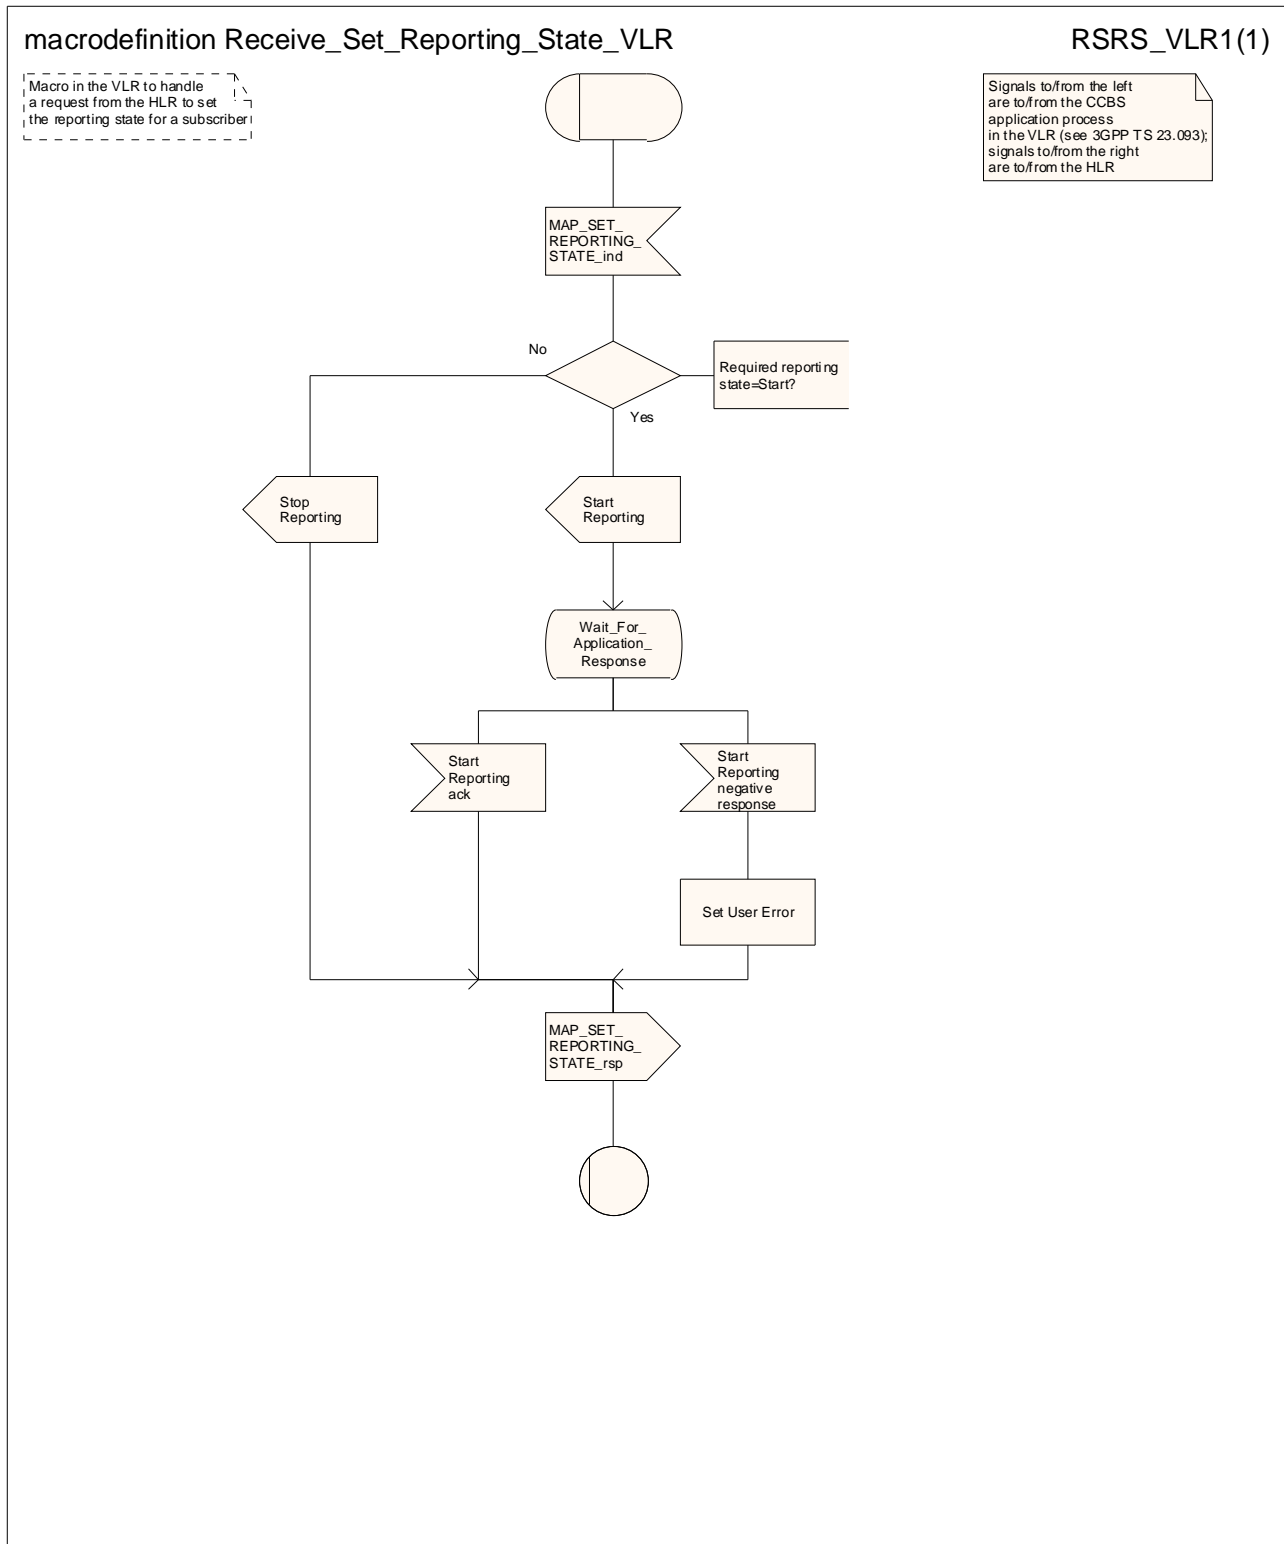 macrodefinition Receive_Set_Reporting_State_VLR
RSRS_VLR1(1)
Macro in the VLR to handle
a request from the HLR to set
the reporting state for a subscriber
Signals to/from the left
are to/from the CCBS
application process
in the VLR (see 3GPP TS 23.093);
signals to/from the right
are to/from the HLR
MAP_SET_
REPORTING_
STATE_ind
No
Required reporting
state=Start?
Yes
Stop
Reporting
Start
Reporting
Wait_For_
Application_
Response
Start
Reporting
ack
Start
Reporting
negative
response
Set User Error
MAP_SET_
REPORTING_
STATE_rsp